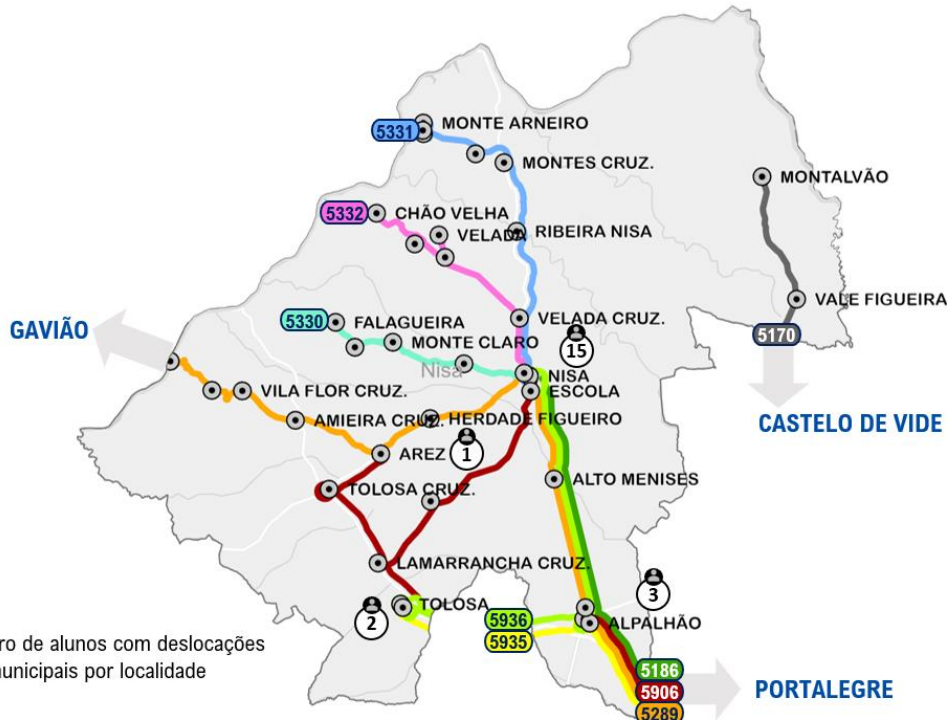 MONTE ARNEIRO
5331
MONTES CRUZ.
MONTALVÃO
5332
CHÃO VELHA
VELADA
RIBEIRA NISA
VALE FIGUEIRA
5330
FALAGUEIRA
VELADA CRUZ.
GAVIÃO
MONTE CLARO
15
5170
Nisa
NISA
ESCOLA
VILA FLOR CRUZ.
AMIEIRA CRUZ.
HERDADE FIGUEIRO
CASTELO DE VIDE
AREZ
1
ALTO MENISES
TOLOSA CRUZ.
LAMARRANCHA CRUZ.
3
TOLOSA
2
5936
5935
ALPALHÃO
ro de alunos com deslocações
unicipais por localidade
5186
5906
5289
PORTALEGRE